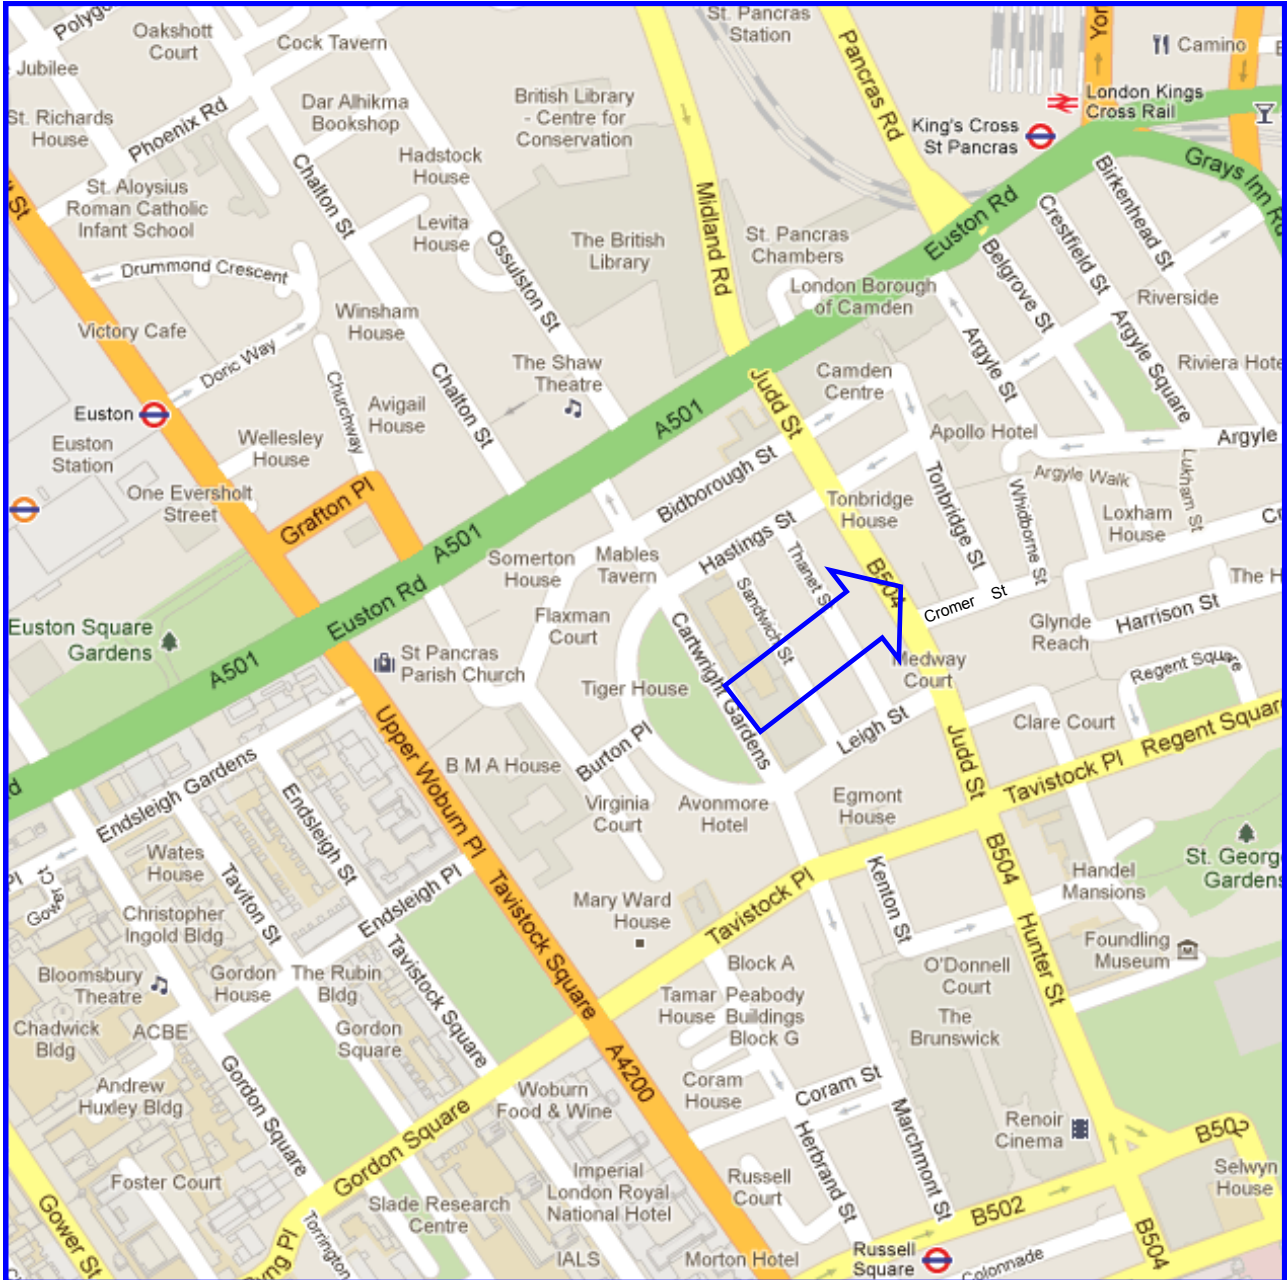 Polygo
Oakshott
Court
Cock Tavern
Jubilee
St. Richards
House
Phoenix Rd
Dar Alhikma
Bookshop
British Library
- Centre for
Conservation
St. Pancras
Station
Pancras Rd
Yor
Camino
London Kings
Cross Rail
King's Cross
St Pancras
Grays Inn Rd
Hadstock
House
St. Aloysius
Roman Catholic
Infant School
Chalton St
Levita
House
Ossulston St
The British
Library
Midland Rd
St. Pancras
Chambers
London Borough
of Camden
Euston Rd
Birkenhead St
Crestfield St
Belgrove St
Riverside
Drummond Crescent
Victory Cafe
Winsham
House
Doric Way
Churchway
Chalton St
The Shaw
Theatre
Avigail
House
A501
Judd St
Camden
Centre
Argyle St
Argyle Square
Riviera Hote
Euston
Euston
Station
Wellesley
House
One Eversholt
Street
Grafton Pl
A501
Bidborough St
Apollo Hotel
Argyle
Argyle Walk
Lukham St
Tonbridge
House
Tonbridge St
Whidborne St
Loxham
House
Somerton
House
Mables
Tavern
Hastings St
Thanet St
Sandwich St
B504
Cromer St
The H
Glynde
Reach
Harrison St
Euston Square
Gardens
A501
Euston Rd
St Pancras
Parish Church
Flaxman
Court
Tiger House
Cartwright Gardens
Medway
Court
Regent Square
Clare Court
Leigh St
Judd St
Tavistock Pl
Regent Square
Upper Woburn Pl
B M A House
Burton Pl
Virginia
Court
Avonmore
Hotel
Egmont
House
Endsleigh Gardens
Endsleigh St
Wates
House
Taviton St
Endsleigh Pl
Gower Ct
Pl
Christopher
Ingold Bldg
Tavistock Square
Mary Ward
House
Tavistock Pl
Kenton St
B504
Handel
Mansions
St. Georg
Gardens
Foundling
Museum
Hunter St
Bloomsbury
Theatre
Gordon
House
The Rubin
Bldg
Tavistock Square
Block A
O'Donnell
Court
Chadwick
Bldg
ACBE
Gordon
Square
Tamar
House
Peabody
Buildings
Block G
The
Brunswick
A4200
Andrew
Huxley Bldg
Gordon Square
Woburn
Food & Wine
Coram
House
Coram St
Marchmont St
Herbrand St
Renoir
Cinema
B502
Selwyn
House
Foster Court
Gordon Square
Slade Research
Centre
Imperial
London Royal
National Hotel
Russell
Court
B502
Gower St
Byng Pl
Torrington
IALS
Morton Hotel
Russell
Square
Colonnade
B504